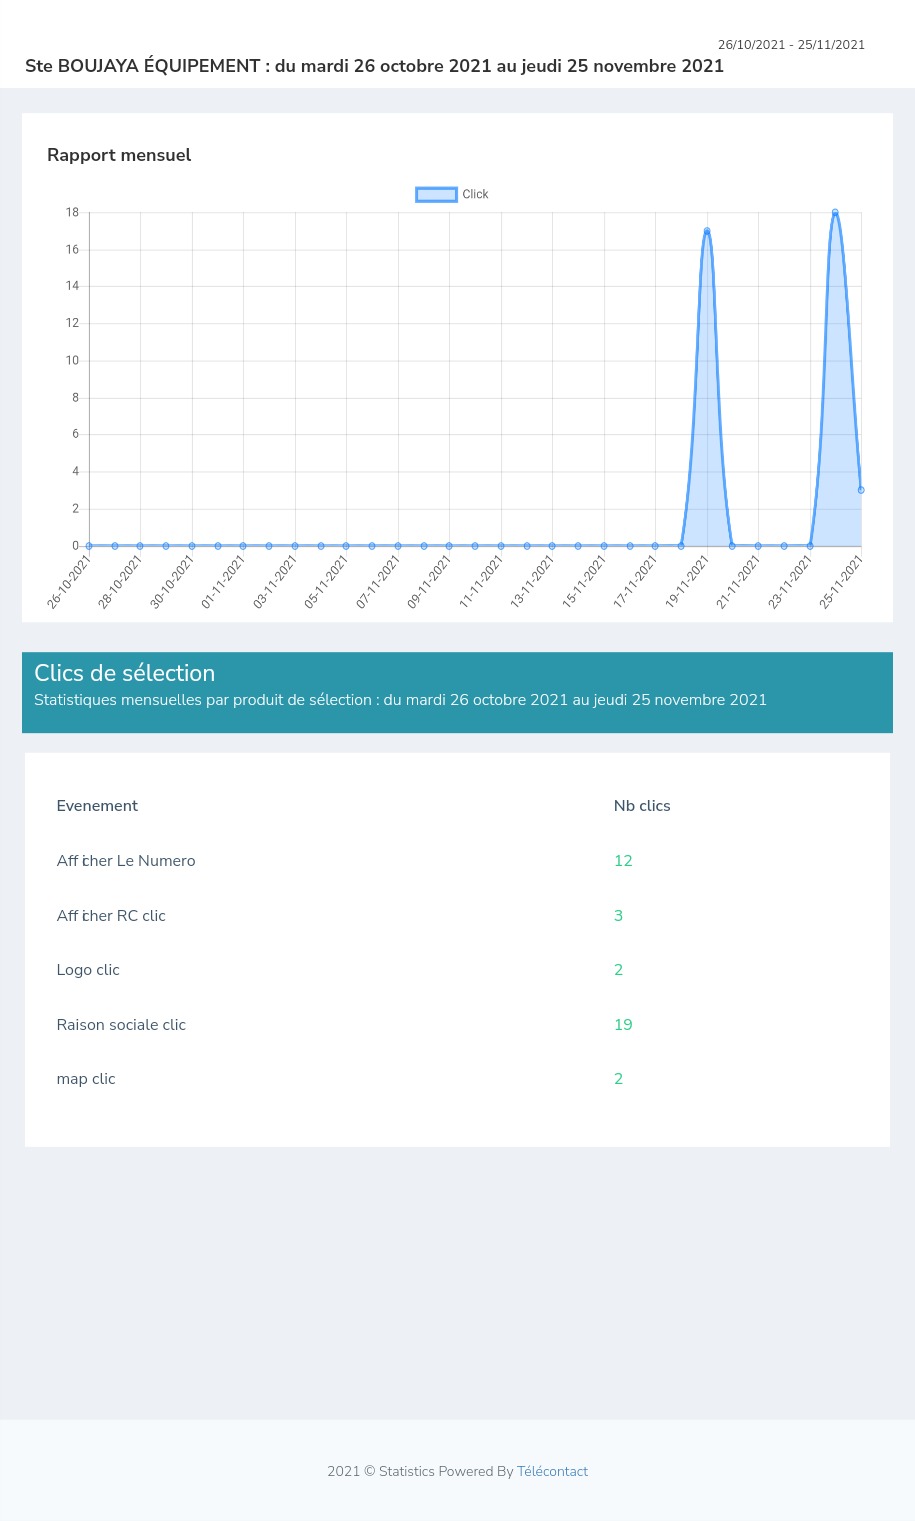 26/10/2021 - 25/11/2021
Ste BOUJAYA ÉQUIPEMENT : du mardi 26 octobre 2021 au jeudi 25 novembre 2021
Rapport mensuel
Click
18
16
14
12
10
8
6
4
2
0
26-10-2021
28-10-2021
30-10-2021
01-11-2021
03-11-2021
05-11-2021
07-11-2021
09-11-2021
11-11-2021
13-11-2021
15-11-2021
17-11-2021
19-11-2021
21-11-2021
23-11-2021
25-11-2021
Clics de sélection
Statistiques mensuelles par produit de sélection : du mardi 26 octobre 2021 au jeudi 25 novembre 2021
Evenement Nb clics
Afficher Le Numero 12
Afficher RC clic 3
Logo clic 2
Raison sociale clic 19
map clic 2
2021 © Statistics Powered By Télécontact